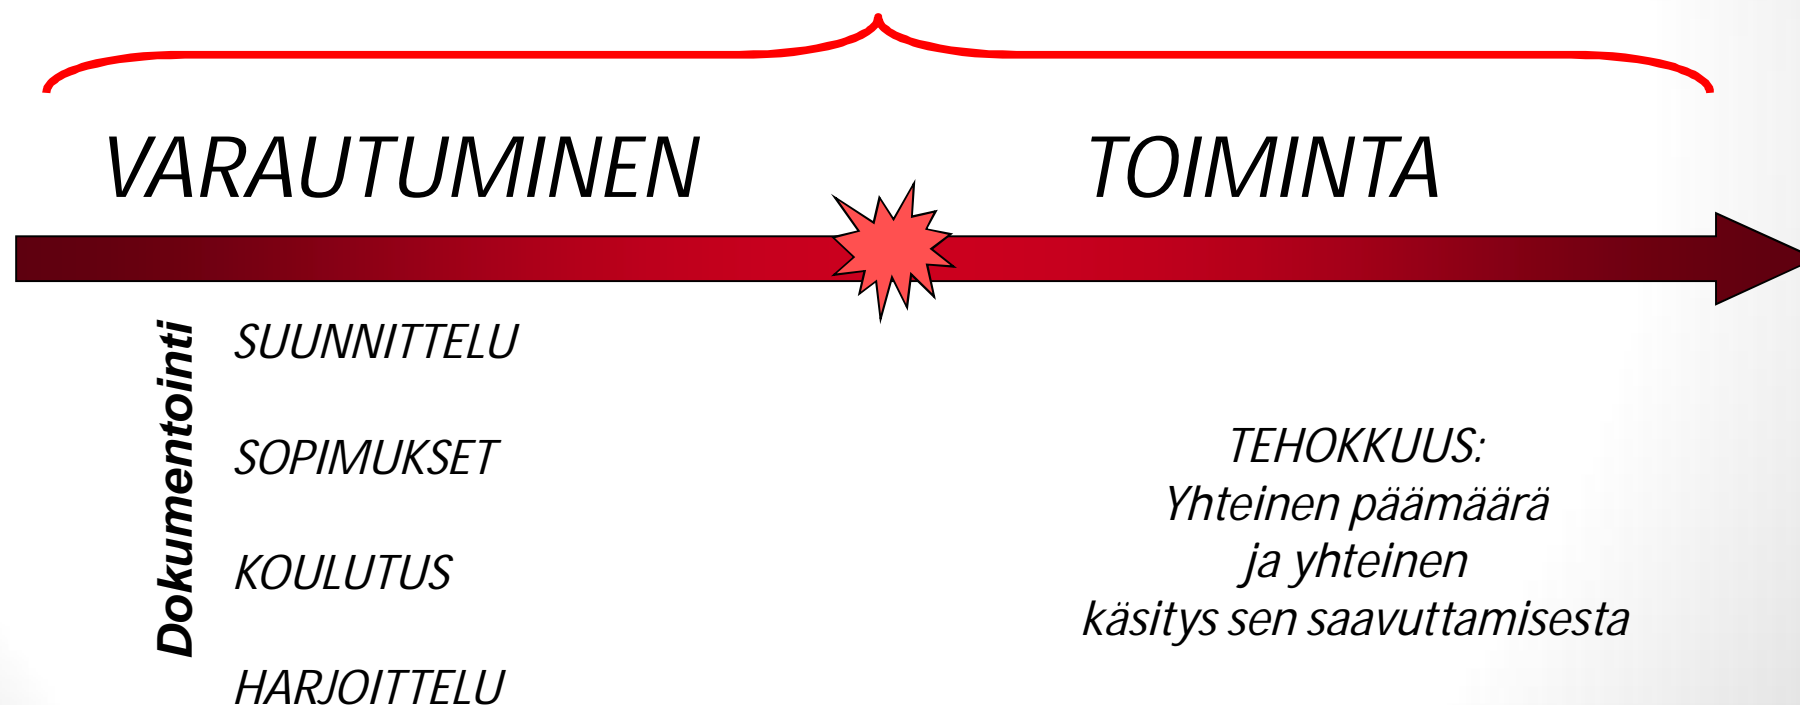 VARAUTUMINEN
TOIMINTA
Dokumentointi
SUUNNITTELU
SOPIMUKSET
KOULUTUS
HARJOITTELU
TEHOKKUUS:
Yhteinen päämäärä
ja yhteinen
käsitys sen saavuttamisesta